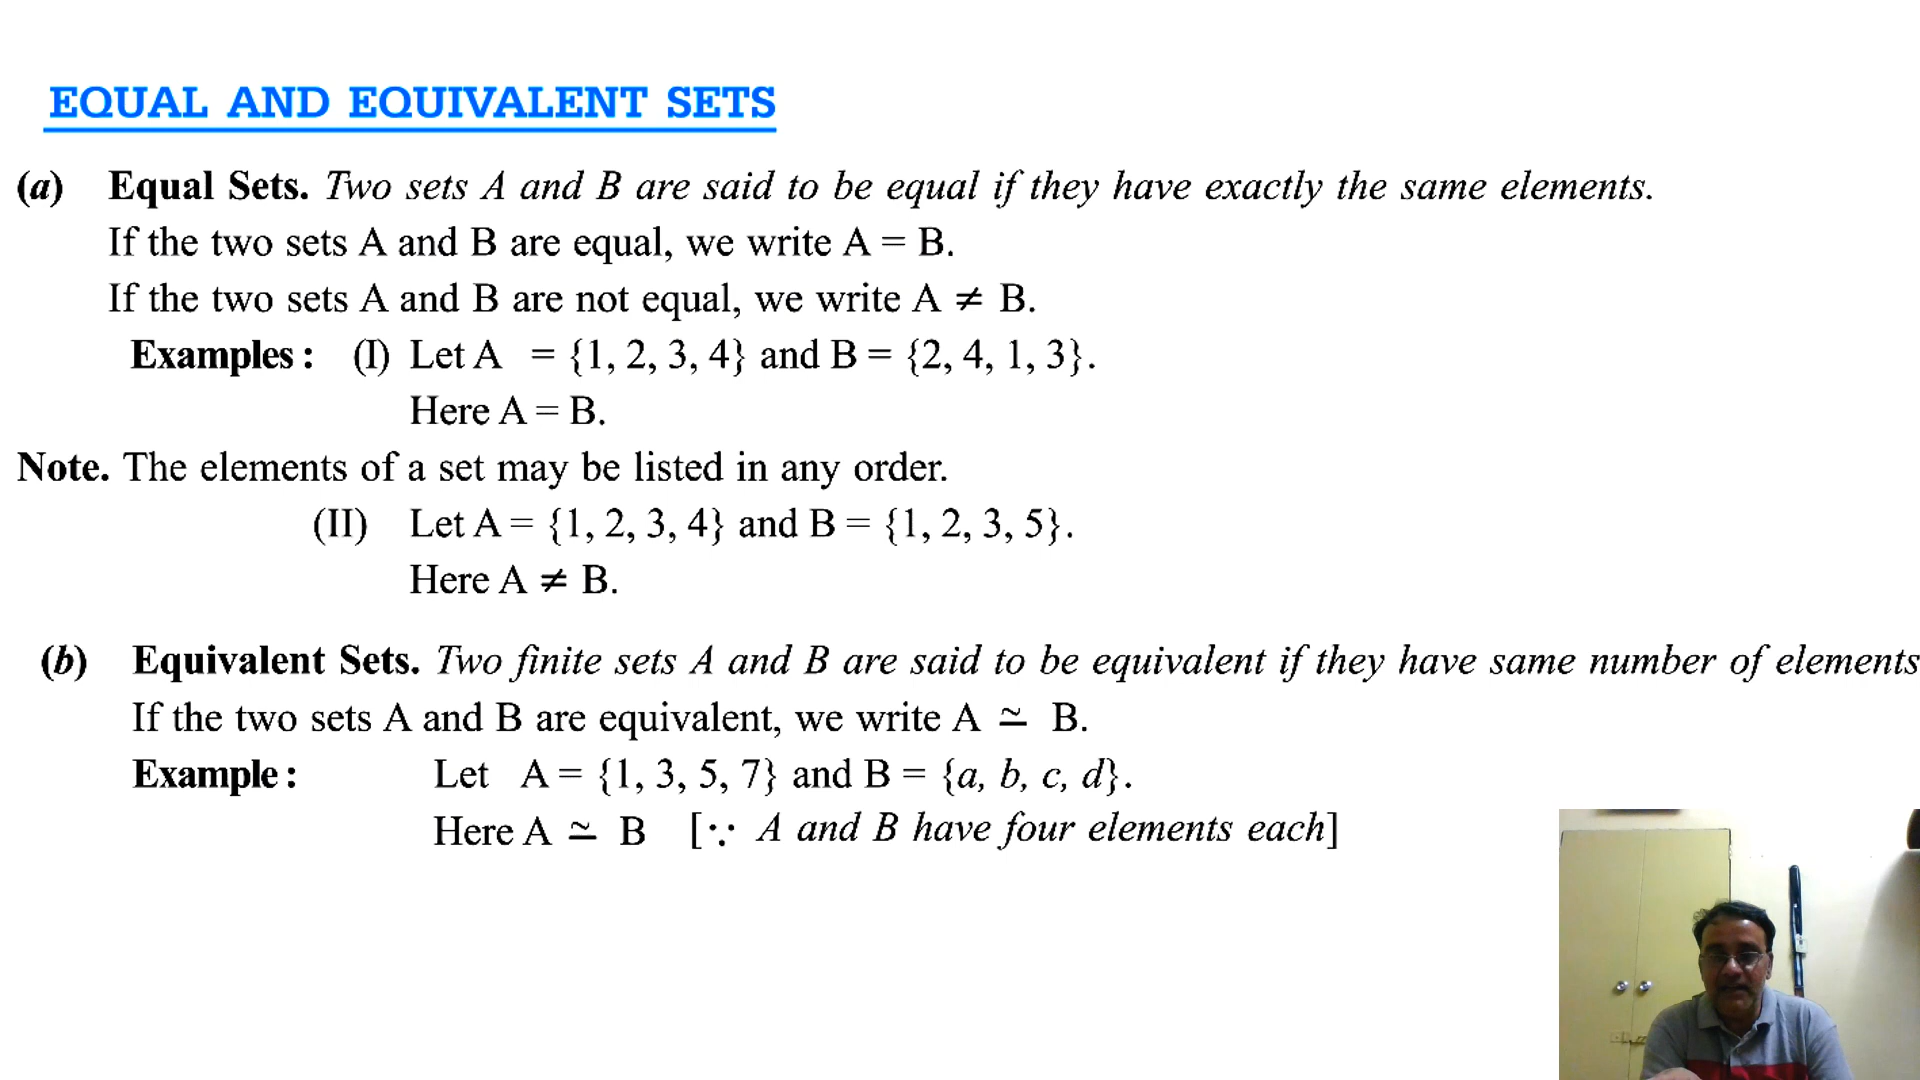 EQUAL AND EQUIVALENT SETS
(a) Equal Sets. Two sets A and B are said to be equal if they have exactly the same elements.
If the two sets A and B are equal, we write A = B.
If the two sets A and B are not equal, we write A ≠ B.
Examples : (I) Let A = {1, 2, 3, 4} and B = {2, 4, 1, 3}.
Here A = B.
Note. The elements of a set may be listed in any order.
(II) Let A = {1, 2, 3, 4} and B = {1, 2, 3, 5}.
Here A ≠ B.
(b) Equivalent Sets. Two finite sets A and B are said to be equivalent if they have same number of elements
If the two sets A and B are equivalent, we write A ≃ B.
Example : Let A = {1, 3, 5, 7} and B = {a, b, c, d}.
Here A ≃ B [∵ A and B have four elements each]